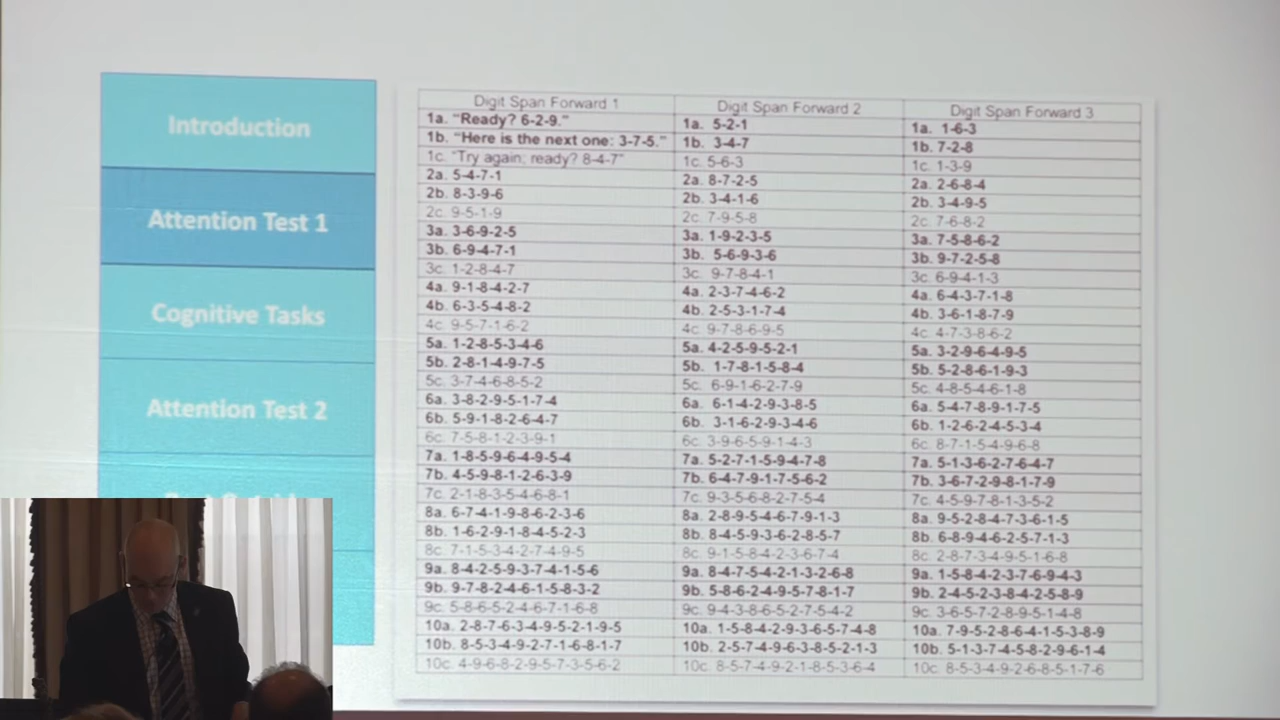 Introduction
Attention Test 1
Cognitive Tasks
Attention Test 2
Digit Span Forward 1
1a. "Ready? 6-2-9."
1b. "Here is the next one: 3-7-5."
1c. "Try again; ready? 8-4-7"
2a. 5-4-7-1
2b. 8-3-9-6
2c. 9-5-1-9
3a. 3-6-9-2-5
3b. 6-9-4-7-1
3c. 1-2-8-4-7
4a. 9-1-8-4-2-7
4b. 6-3-5-4-8-2
4c. 9-5-7-1-6-2
5a. 1-2-8-5-3-4-6
5b. 2-8-1-4-9-7-5
5c. 3-7-4-6-8-5-2
6a. 3-8-2-9-5-1-7-4
6b. 5-9-1-8-2-6-4-7
6c. 7-5-8-1-2-3-9-1
7a. 1-8-5-9-6-4-9-5-4
7b. 4-5-9-8-1-2-6-3-9
7c. 2-1-8-3-5-4-6-8-1
8a. 6-7-4-1-9-8-6-2-3-6
8b. 1-6-2-9-1-8-4-5-2-3
8c. 7-1-5-3-4-2-7-4-9-5
9a. 8-4-2-5-9-3-7-4-1-5-6
9b. 9-7-8-2-4-6-1-5-8-3-2
9c. 5-8-6-5-2-4-6-7-1-6-8
10a. 2-8-7-6-3-4-9-5-2-1-9-5
10b. 8-5-3-4-9-2-7-1-6-8-1-7
10c. 4-9-6-8-2-9-5-7-3-5-6-2
Digit Span Forward 2
1a. 5-2-1
1b. 3-4-7
1c. 5-6-3
2a. 8-7-2-5
2b. 3-4-1-6
2c. 7-9-5-8
3a. 1-9-2-3-5
3b. 5-6-9-3-6
3c. 9-7-8-4-1
4a. 2-3-7-4-6-2
4b. 2-5-3-1-7-4
4c. 9-7-8-6-9-5
5a. 4-2-5-9-5-2-1
5b. 1-7-8-1-5-8-4
5c. 6-9-1-6-2-7-9
6a. 6-1-4-2-9-3-8-5
6b. 3-1-6-2-9-3-4-6
6c. 3-9-6-5-9-1-4-3
7a. 5-2-7-1-5-9-4-7-8
7b. 6-4-7-9-1-7-5-6-2
7c. 9-3-5-6-8-2-7-5-4
8a. 2-8-9-5-4-6-7-9-1-3
8b. 8-4-5-9-3-6-2-8-5-7
8c. 9-1-5-8-4-2-3-6-7-4
9a. 8-4-7-5-4-2-1-3-2-6-8
9b. 5-8-6-2-4-9-5-7-8-1-7
9c. 9-4-3-8-6-5-2-7-5-4-2
10a. 1-5-8-4-2-9-3-6-5-7-4-8
10b. 2-5-7-4-9-6-3-8-5-2-1-3
10c. 8-5-7-4-9-2-1-8-5-3-6-4
Digit Span Forward 3
1a. 1-6-3
1b. 7-2-8
1c. 1-3-9
2a. 2-6-8-4
2b. 3-4-9-5
2c. 7-6-8-2
3a. 7-5-8-6-2
3b. 9-7-2-5-8
3c. 6-9-4-1-3
4a. 6-4-3-7-1-8
4b. 3-6-1-8-7-9
4c. 4-7-3-8-6-2
5a. 3-2-9-6-4-9-5
5b. 5-2-8-6-1-9-3
5c. 4-8-5-4-6-1-8
6a. 5-4-7-8-9-1-7-5
6b. 1-2-6-2-4-5-3-4
6c. 8-7-1-5-4-9-6-8
7a. 5-1-3-6-2-7-6-4-7
7b. 3-6-7-2-9-8-1-7-9
7c. 4-5-9-7-8-1-3-5-2
8a. 9-5-2-8-4-7-3-6-1-5
8b. 6-8-9-4-6-2-5-7-1-3
8c. 2-8-7-3-4-9-5-1-6-8
9a. 1-5-8-4-2-3-7-6-9-4-3
9b. 2-4-5-2-3-8-4-2-5-8-9
9c. 3-6-5-7-2-8-9-5-1-4-8
10a. 7-9-5-2-8-6-4-1-5-3-8-9
10b. 5-1-3-7-4-5-8-2-9-6-1-4
10c. 8-5-3-4-9-2-6-8-5-1-7-6